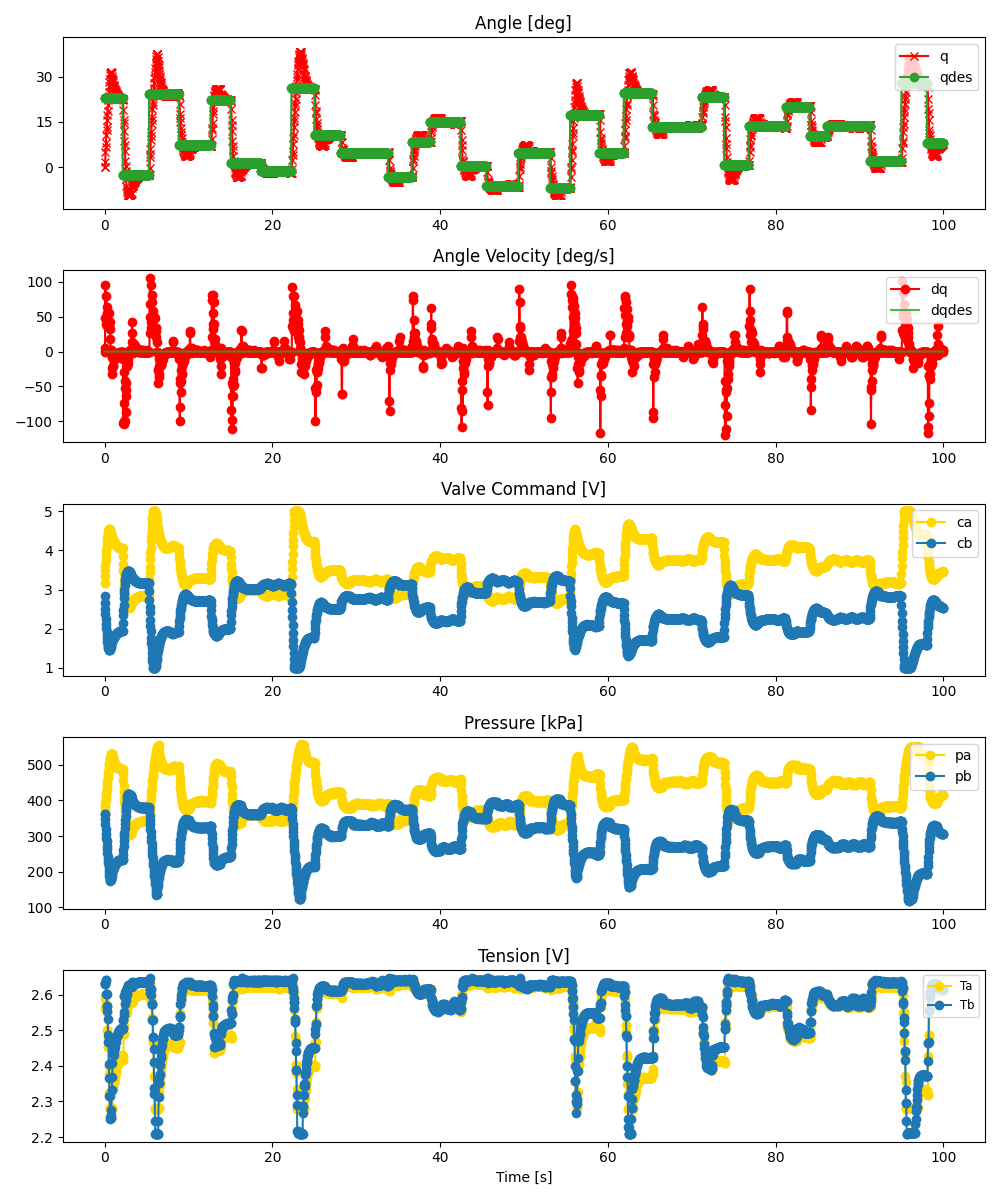 Angle [deg]
30
15
0
q
qdes
0 20 40 60 80 100
Angle Velocity [deg/s]
100
50
0
−50
−100
dq
dqdes
0 20 40 60 80 100
Valve Command [V]
5
4
3
2
1
ca
cb
0 20 40 60 80 100
Pressure [kPa]
500
400
300
200
100
pa
pb
0 20 40 60 80 100
Tension [V]
2.6
2.5
2.4
2.3
2.2
Ta
Tb
0 20 40 60 80 100
Time [s]